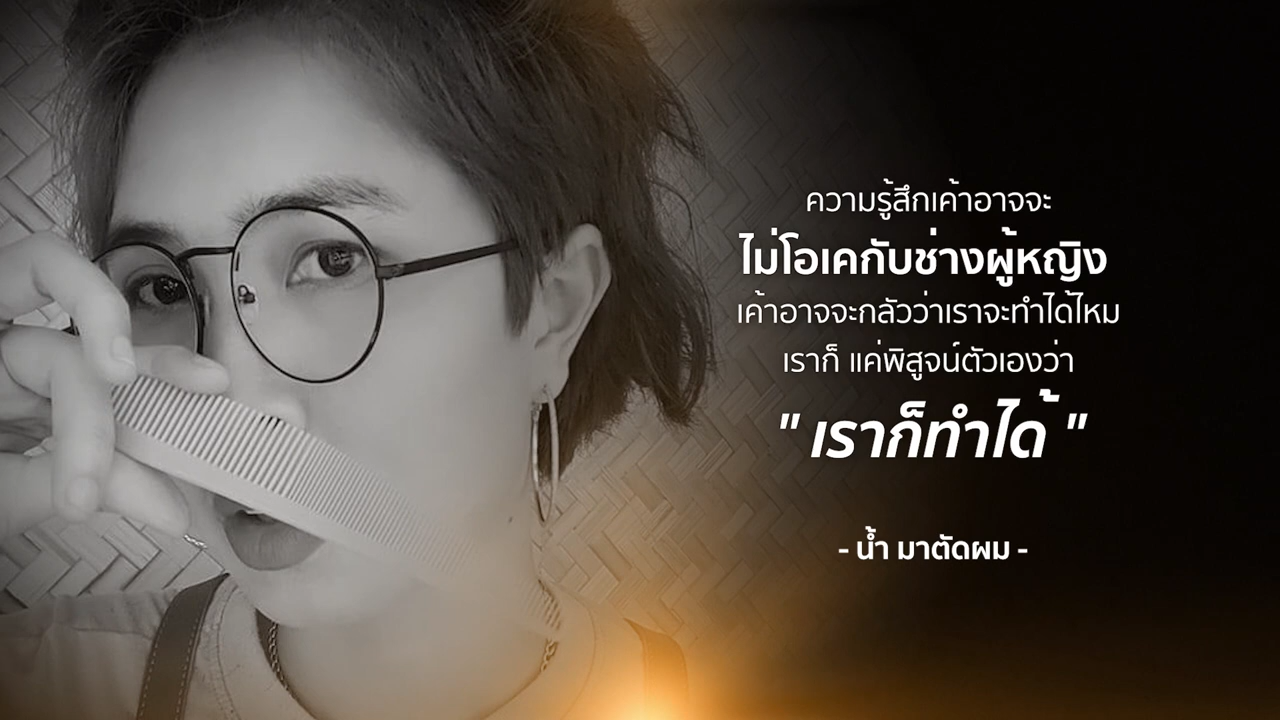 ความรู้สึกเค้าอาจจะ
ไม่โอเคกับช่างผู้หญิง
เค้าอาจจะกลัวว่าเราจะทำได้ไหม
เราก็ แค่พิสูจน์ตัวเองว่า
" เราก็ทำได้ "
- น้ำ มาตัดผม -